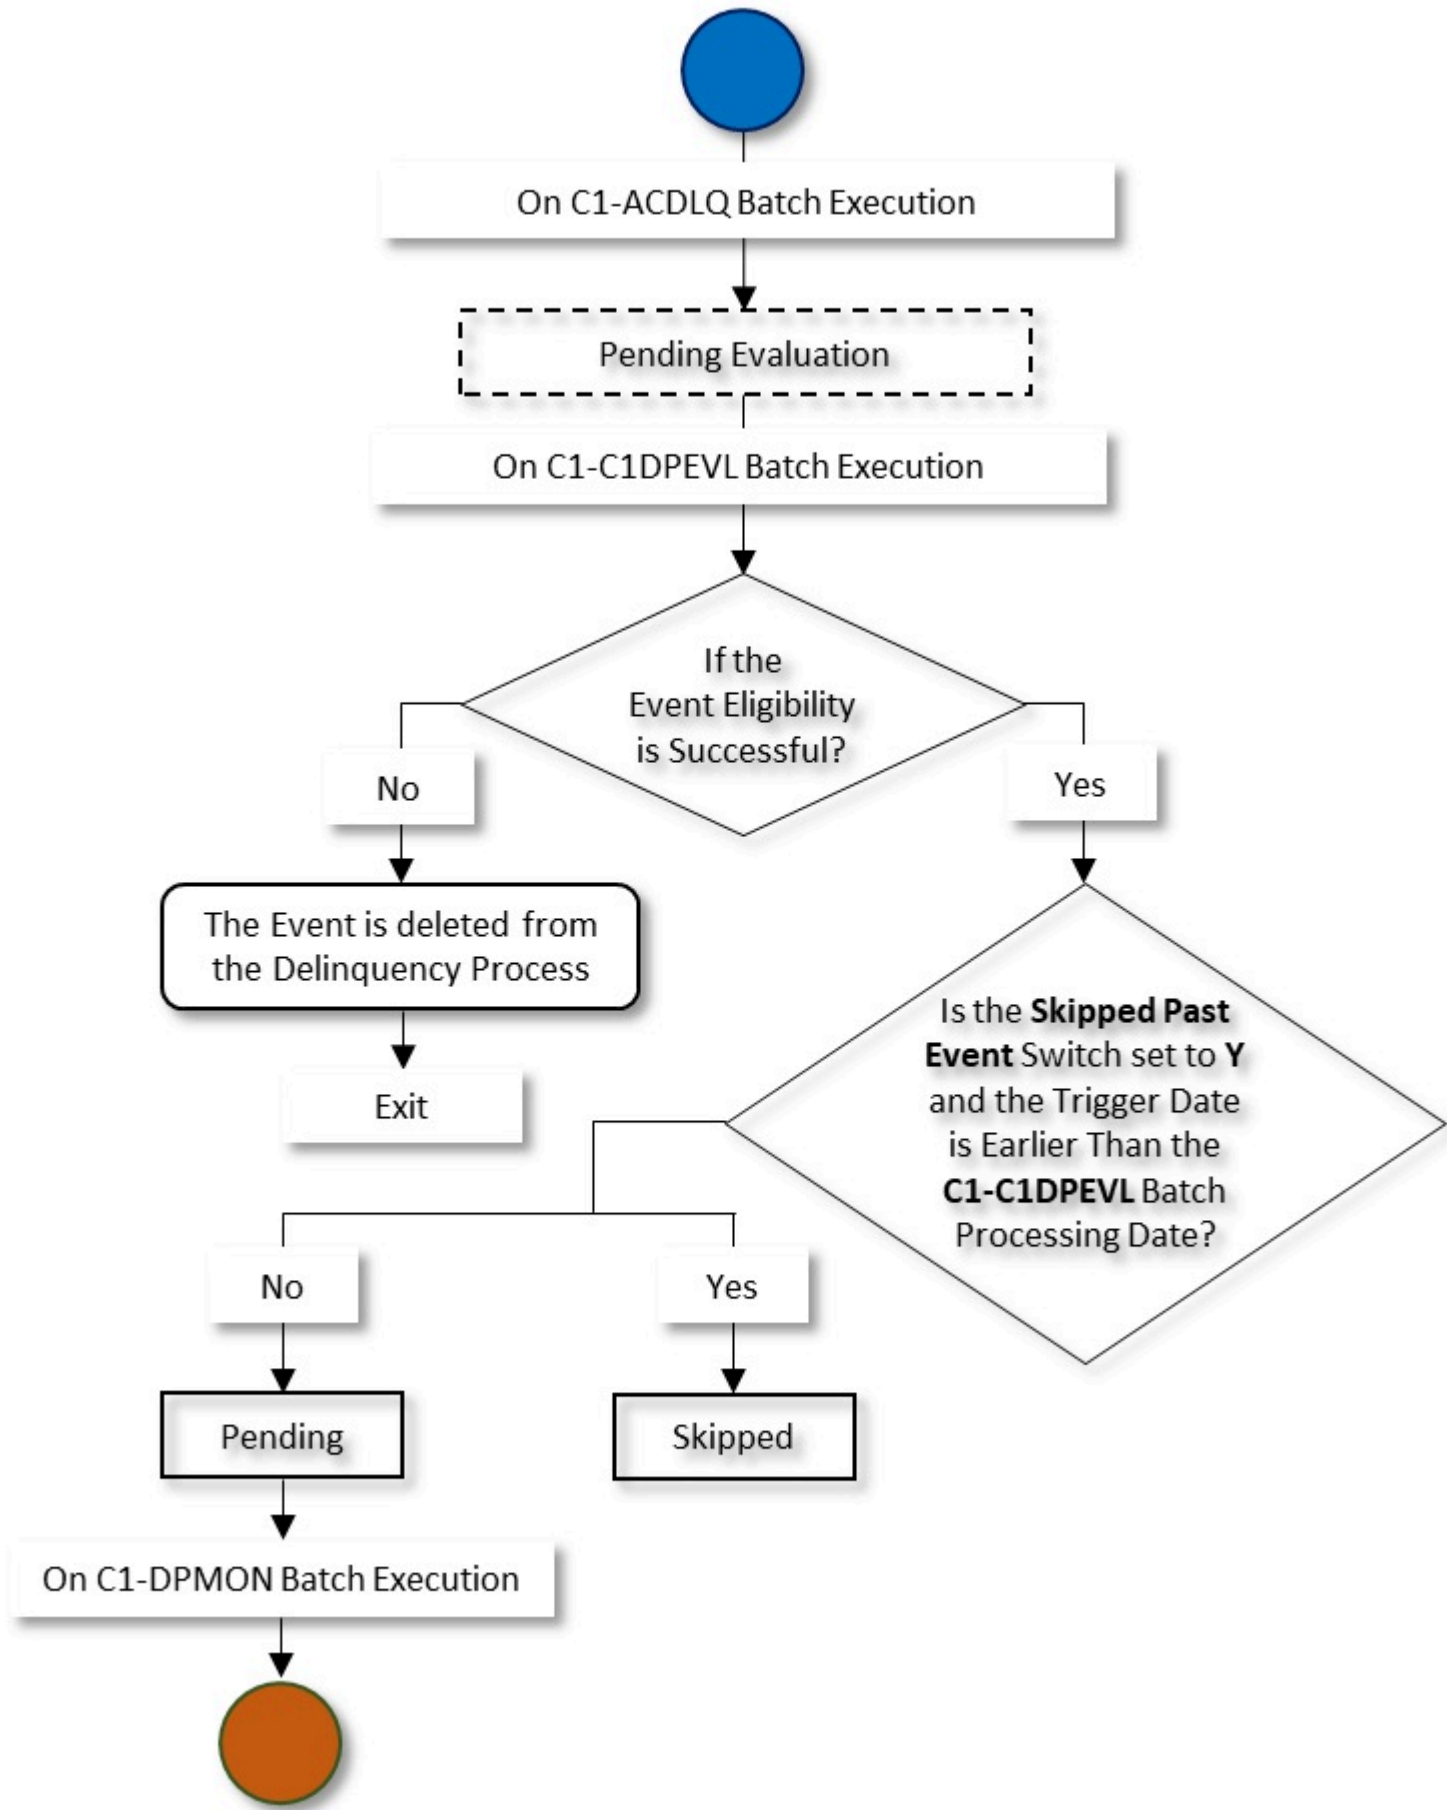 On C1-ACDLQ Batch Execution
Pending Evaluation
On C1-C1DPEVL Batch Execution
If the
Event Eligibility
is Successful?
No
Yes
The Event is deleted from
the Delinquency Process
Exit
Is the Skipped Past
Event Switch set to Y
and the Trigger Date
is Earlier Than the
C1-C1DPEVL Batch
Processing Date?
No
Yes
Pending
Skipped
On C1-DPMON Batch Execution